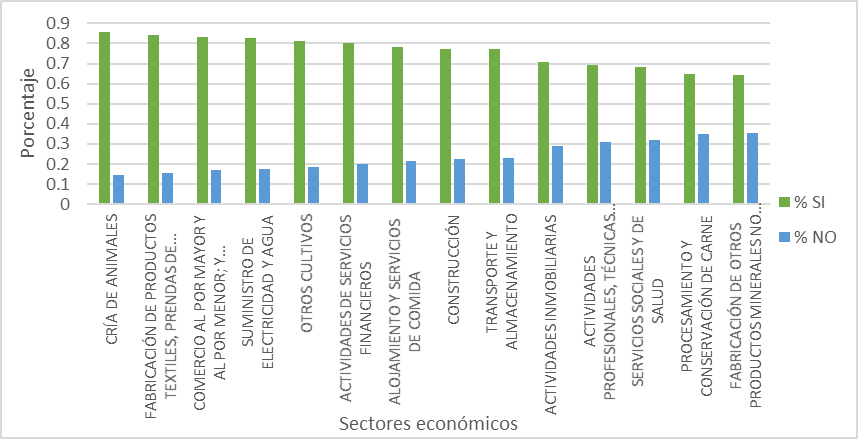 0.9
0.8
0.7
0.6
0.5
0.4
0.3
0.2
0.1
0
Porcentaje
CRÍA DE ANIMALES
FABRICACIÓN DE PRODUCTOS
TEXTILES, PRENDAS DE...
COMERCIO AL POR MAYOR Y
AL POR MENOR; Y...
SUMINISTRO DE
ELECTRICIDAD Y AGUA
OTROS CULTIVOS
ACTIVIDADES DE SERVICIOS
FINANCIEROS
ALOJAMIENTO Y SERVICIOS
DE COMIDA
CONSTRUCCIÓN
TRANSPORTE Y
ALMACENAMIENTO
ACTIVIDADES INMOBILIARIAS
ACTIVIDADES
PROFESIONALES, TÉCNICAS...
SERVICIOS SOCIALES Y DE
SALUD
PROCESAMIENTO Y
CONSERVACIÓN DE CARNE
FABRICACIÓN DE OTROS
PRODUCTOS MINERALES NO...
Sectores económicos
% SI
% NO